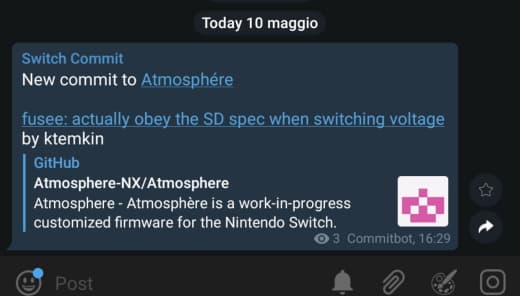 Today 10 maggio
Switch Commit
New commit to Atmosphére
fusee: actually obey the SD spec when switching voltage
by ktemkin
GitHub
Atmosphere-NX/Atmosphere
Atmosphere - Atmosphère is a work-in-progress
customized firmware for the Nintendo Switch.
3 Commitbot, 16:29
Post